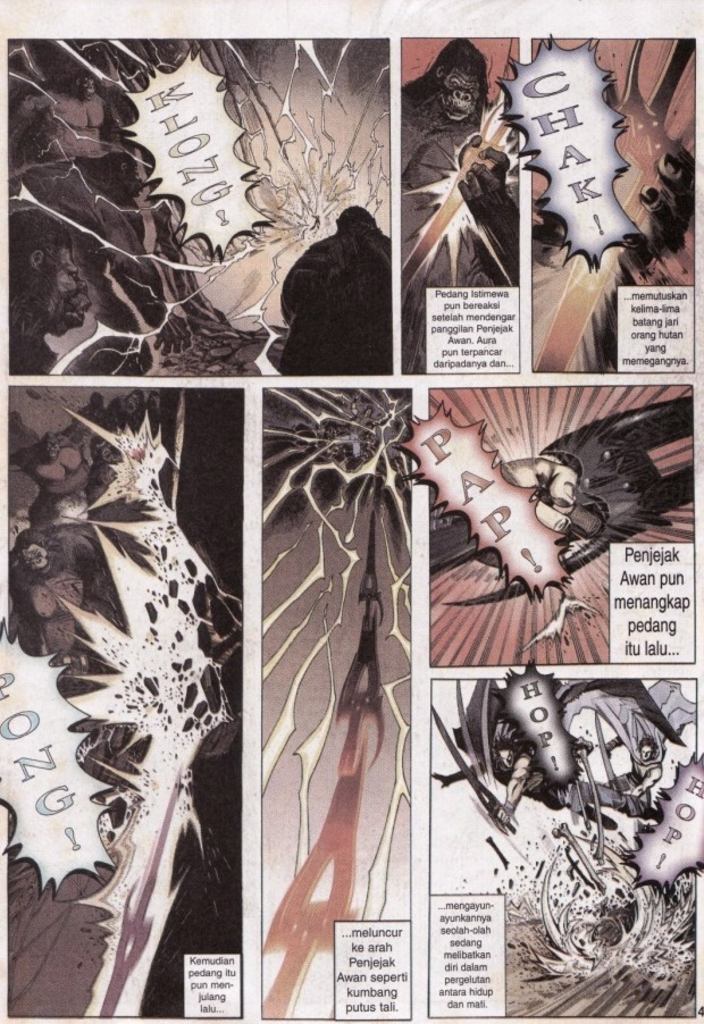 KLONG!
CHAK!
Pedang Istimewa
pun bereaksi
setelah mendengar
panggilan Penjejak
Awan. Aura
pun terpancar
daripadanya dan...
...memutuskan
kelima-lima
batang jari
orang hutan
yang
memegangnya.
PONG!
Kemudian
pedang itu
pun men-
julang
lalu...
...meluncur
ke arah
Penjejak
Awan seperti
kumbang
putus tali.
PAP!
Penjejak
Awan pun
menangkap
pedang
itu lalu...
HOP!
HOP!
...mengayun-
ayunkannya
seolah-olah
sedang
melibatkan
diri dalam
pergelutan
antara hidup
dan mati.
4